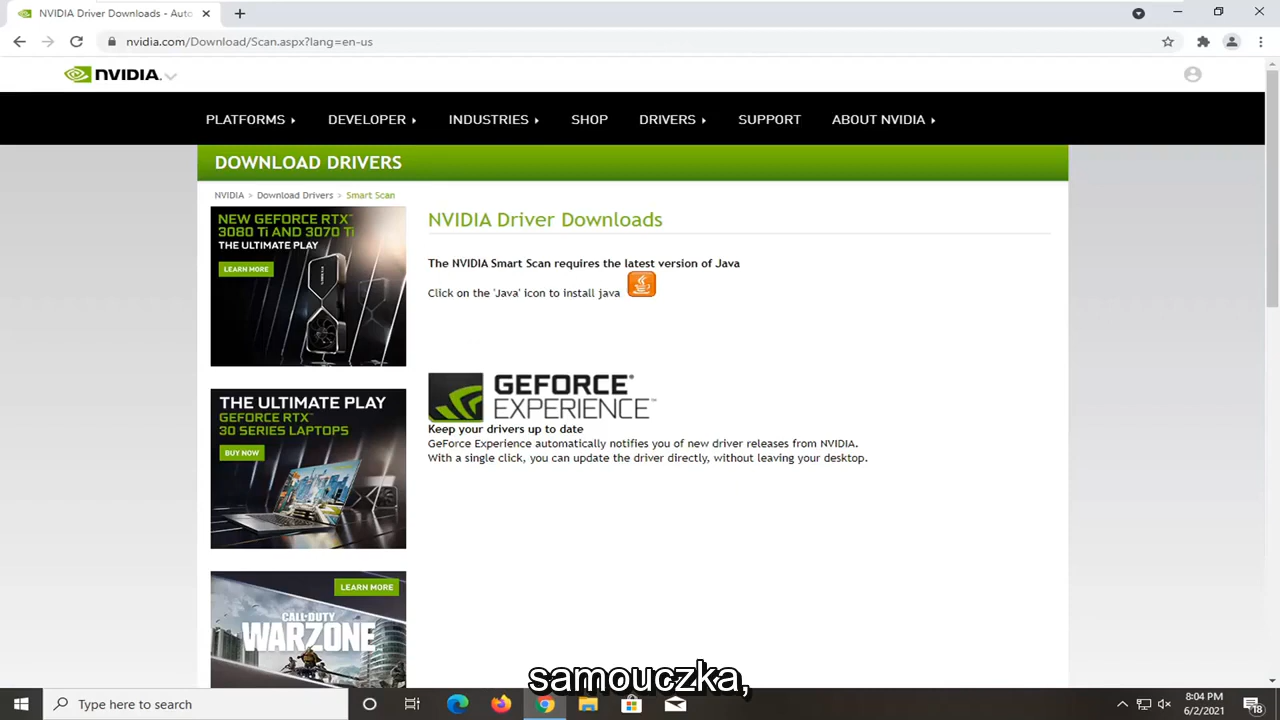 NVIDIA Driver Downloads - Auto
nvidia.com/Download/Scan.aspx?lang=en-us
NVIDIA.
PLATFORMS DEVELOPER INDUSTRIES SHOP DRIVERS SUPPORT ABOUT NVIDIA
DOWNLOAD DRIVERS
NVIDIA > Download Drivers > Smart Scan
NEW GEFORCE RTX™
3080 Ti AND 3070 Ti
THE ULTIMATE PLAY
LEARN MORE
NVIDIA Driver Downloads
The NVIDIA Smart Scan requires the latest version of Java
Click on the 'Java' icon to install java
THE ULTIMATE PLAY
GEFORCE RTX™
30 SERIES LAPTOPS
BUY NOW
GEFORCE®
EXPERIENCE™
Keep your drivers up to date
GeForce Experience automatically notifies you of new driver releases from NVIDIA.
With a single click, you can update the driver directly, without leaving your desktop.
LEARN MORE
CALL OF DUTY
WARZONE
samouczka,
Type here to search
8:04 PM
6/2/2021
18